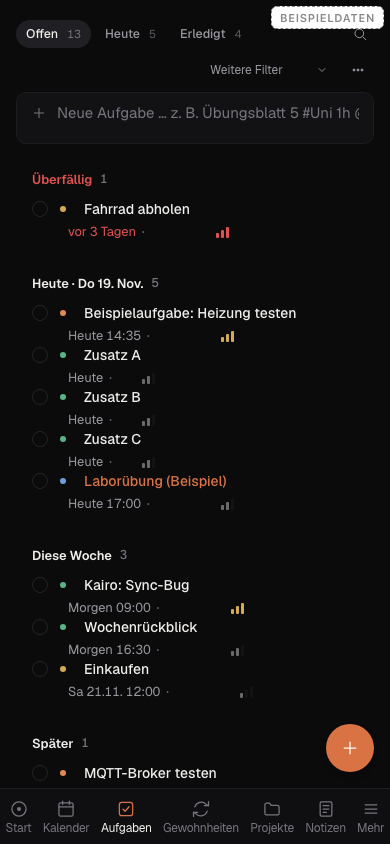 BEISPIELDATEN
Offen 13 Heute 5 Erledigt 4
Weitere Filter
Neue Aufgabe ... z. B. Übungsblatt 5 #Uni 1h
Überfällig 1
Fahrrad abholen
vor 3 Tagen ·
Heute · Do 19. Nov. 5
Beispielaufgabe: Heizung testen
Heute 14:35 ·
Zusatz A
Heute ·
Zusatz B
Heute ·
Zusatz C
Heute ·
Laborübung (Beispiel)
Heute 17:00 ·
Diese Woche 3
Kairo: Sync-Bug
Morgen 09:00 ·
Wochenrückblick
Morgen 16:30 ·
Einkaufen
Sa 21.11. 12:00 ·
Später 1
MQTT-Broker testen
Start Kalender Aufgaben Gewohnheiten Projekte Notizen Mehr